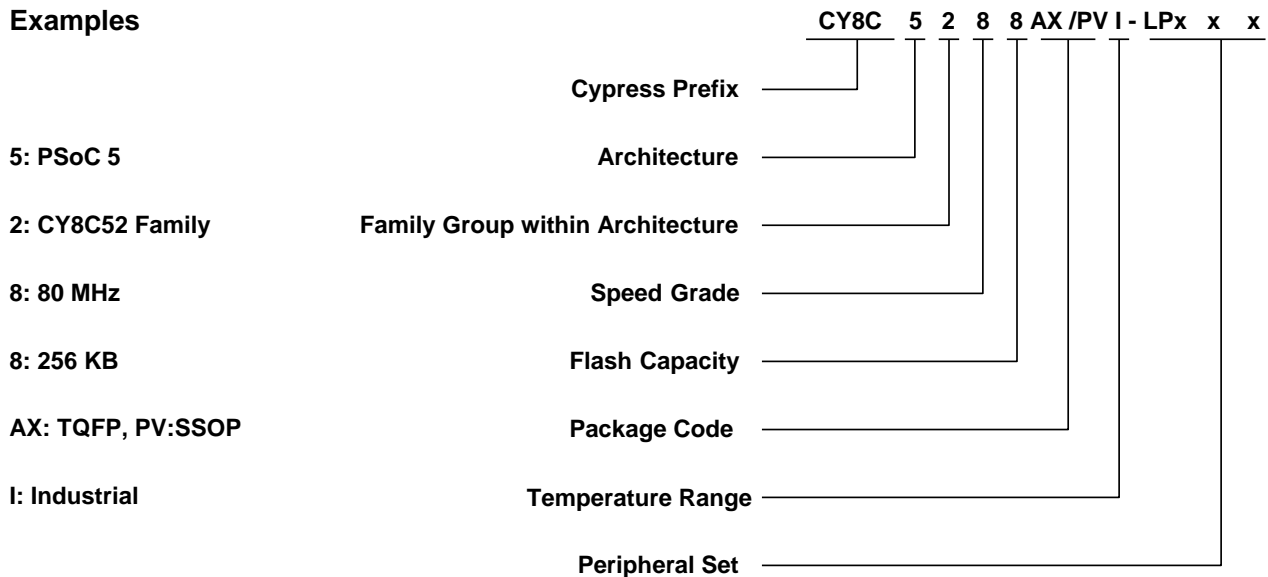 Examples CY8C 5 2 8 8 AX /PV I - LPx x x
Cypress Prefix
5: PSoC 5 Architecture
2: CY8C52 Family Family Group within Architecture
8: 80 MHz Speed Grade
8: 256 KB Flash Capacity
AX: TQFP, PV:SSOP Package Code
I: Industrial Temperature Range
Peripheral Set